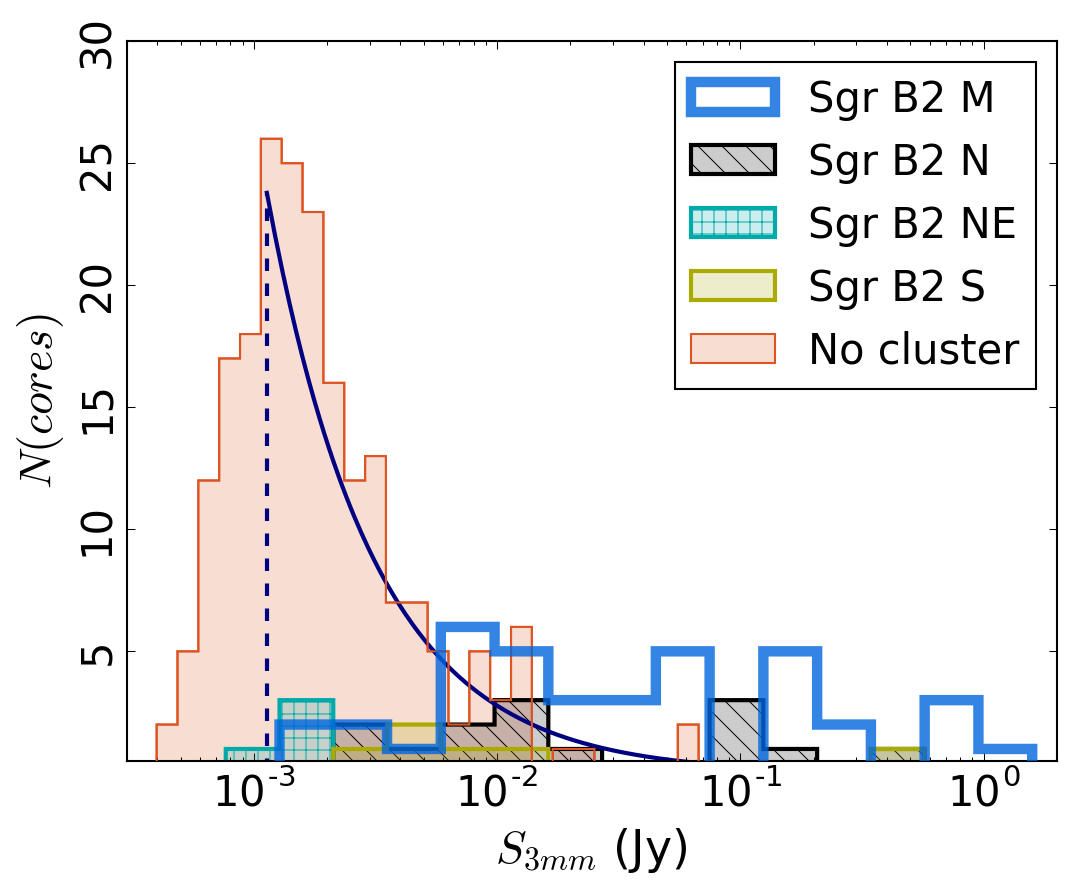 30
25
20
15
10
5
N(cores)
Sgr B2 M
Sgr B2 N
Sgr B2 NE
Sgr B2 S
No cluster
10^-3
10^-2
10^-1
10^0
S_3mm (Jy)